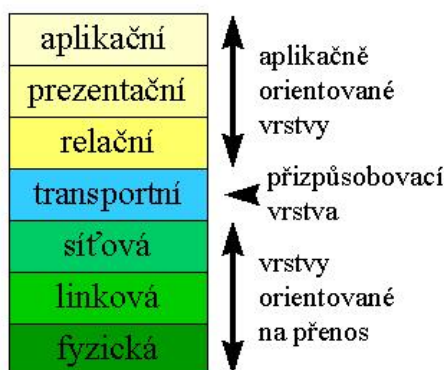 aplikační
prezentační
relační
transportní
síťová
linková
fyzická
aplikačně
orientované
vrstvy
přizpůsobovací
vrstva
vrstvy
orientované
na přenos